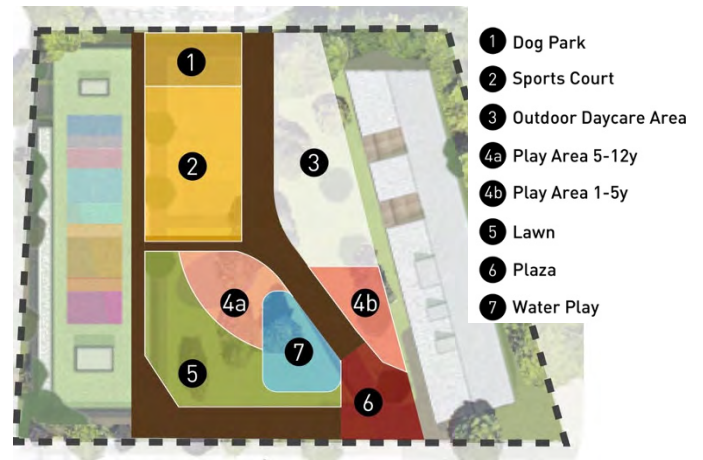 1
2
3
4a
4b
5
7
6
1 Dog Park
2 Sports Court
3 Outdoor Daycare Area
4a Play Area 5-12y
4b Play Area 1-5y
5 Lawn
6 Plaza
7 Water Play